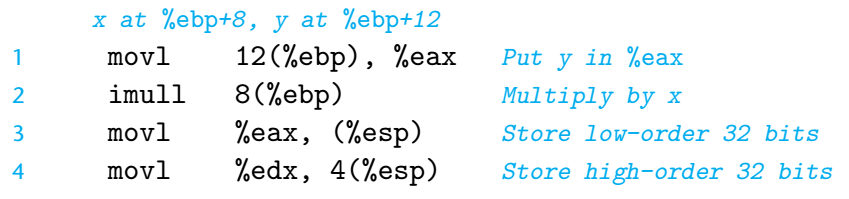 x at %ebp+8, y at %ebp+12
1 movl 12(%ebp), %eax Put y in %eax
2 imull 8(%ebp) Multiply by x
3 movl %eax, (%esp) Store low-order 32 bits
4 movl %edx, 4(%esp) Store high-order 32 bits